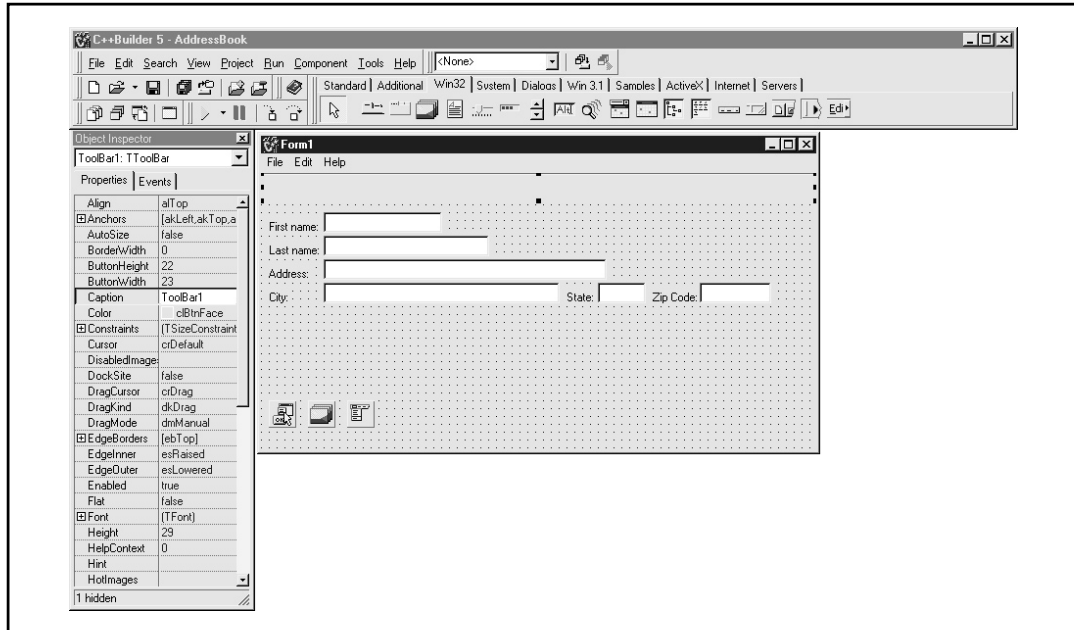 C++Builder 5 - AddressBook
File Edit Search View Project Run Component Tools Help <None>
Standard Additional Win32 System Dialogs Win 3.1 Samples ActiveX Internet Servers
Object Inspector
ToolBar1: TToolBar
Properties Events
Align alTop
Anchors [akLeft,akTop,a
AutoSize false
BorderWidth 0
ButtonHeight 22
ButtonWidth 23
Caption ToolBar1
Color clBtnFace
Constraints (TSizeConstraint
Cursor crDefault
DisabledImage
DockSite false
DragCursor crDrag
DragKind dkDrag
DragMode dmManual
EdgeBorders [ebTop]
EdgeInner esRaised
EdgeOuter esLowered
Enabled true
Flat false
Font (TFont)
Height 29
HelpContext 0
Hint
HotImages
1 hidden
Form1
File Edit Help
First name:
Last name:
Address:
City: State: Zip Code: